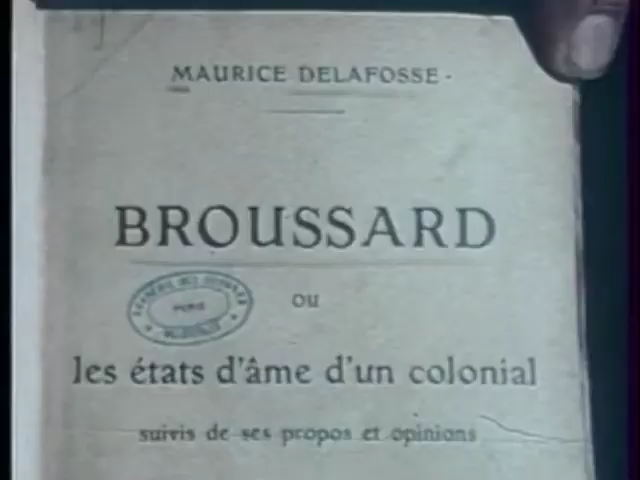 MAURICE DELAFOSSE
BROUSSARD
ou
les états d'âme d'un colonial
suivis de ses propos et opinions